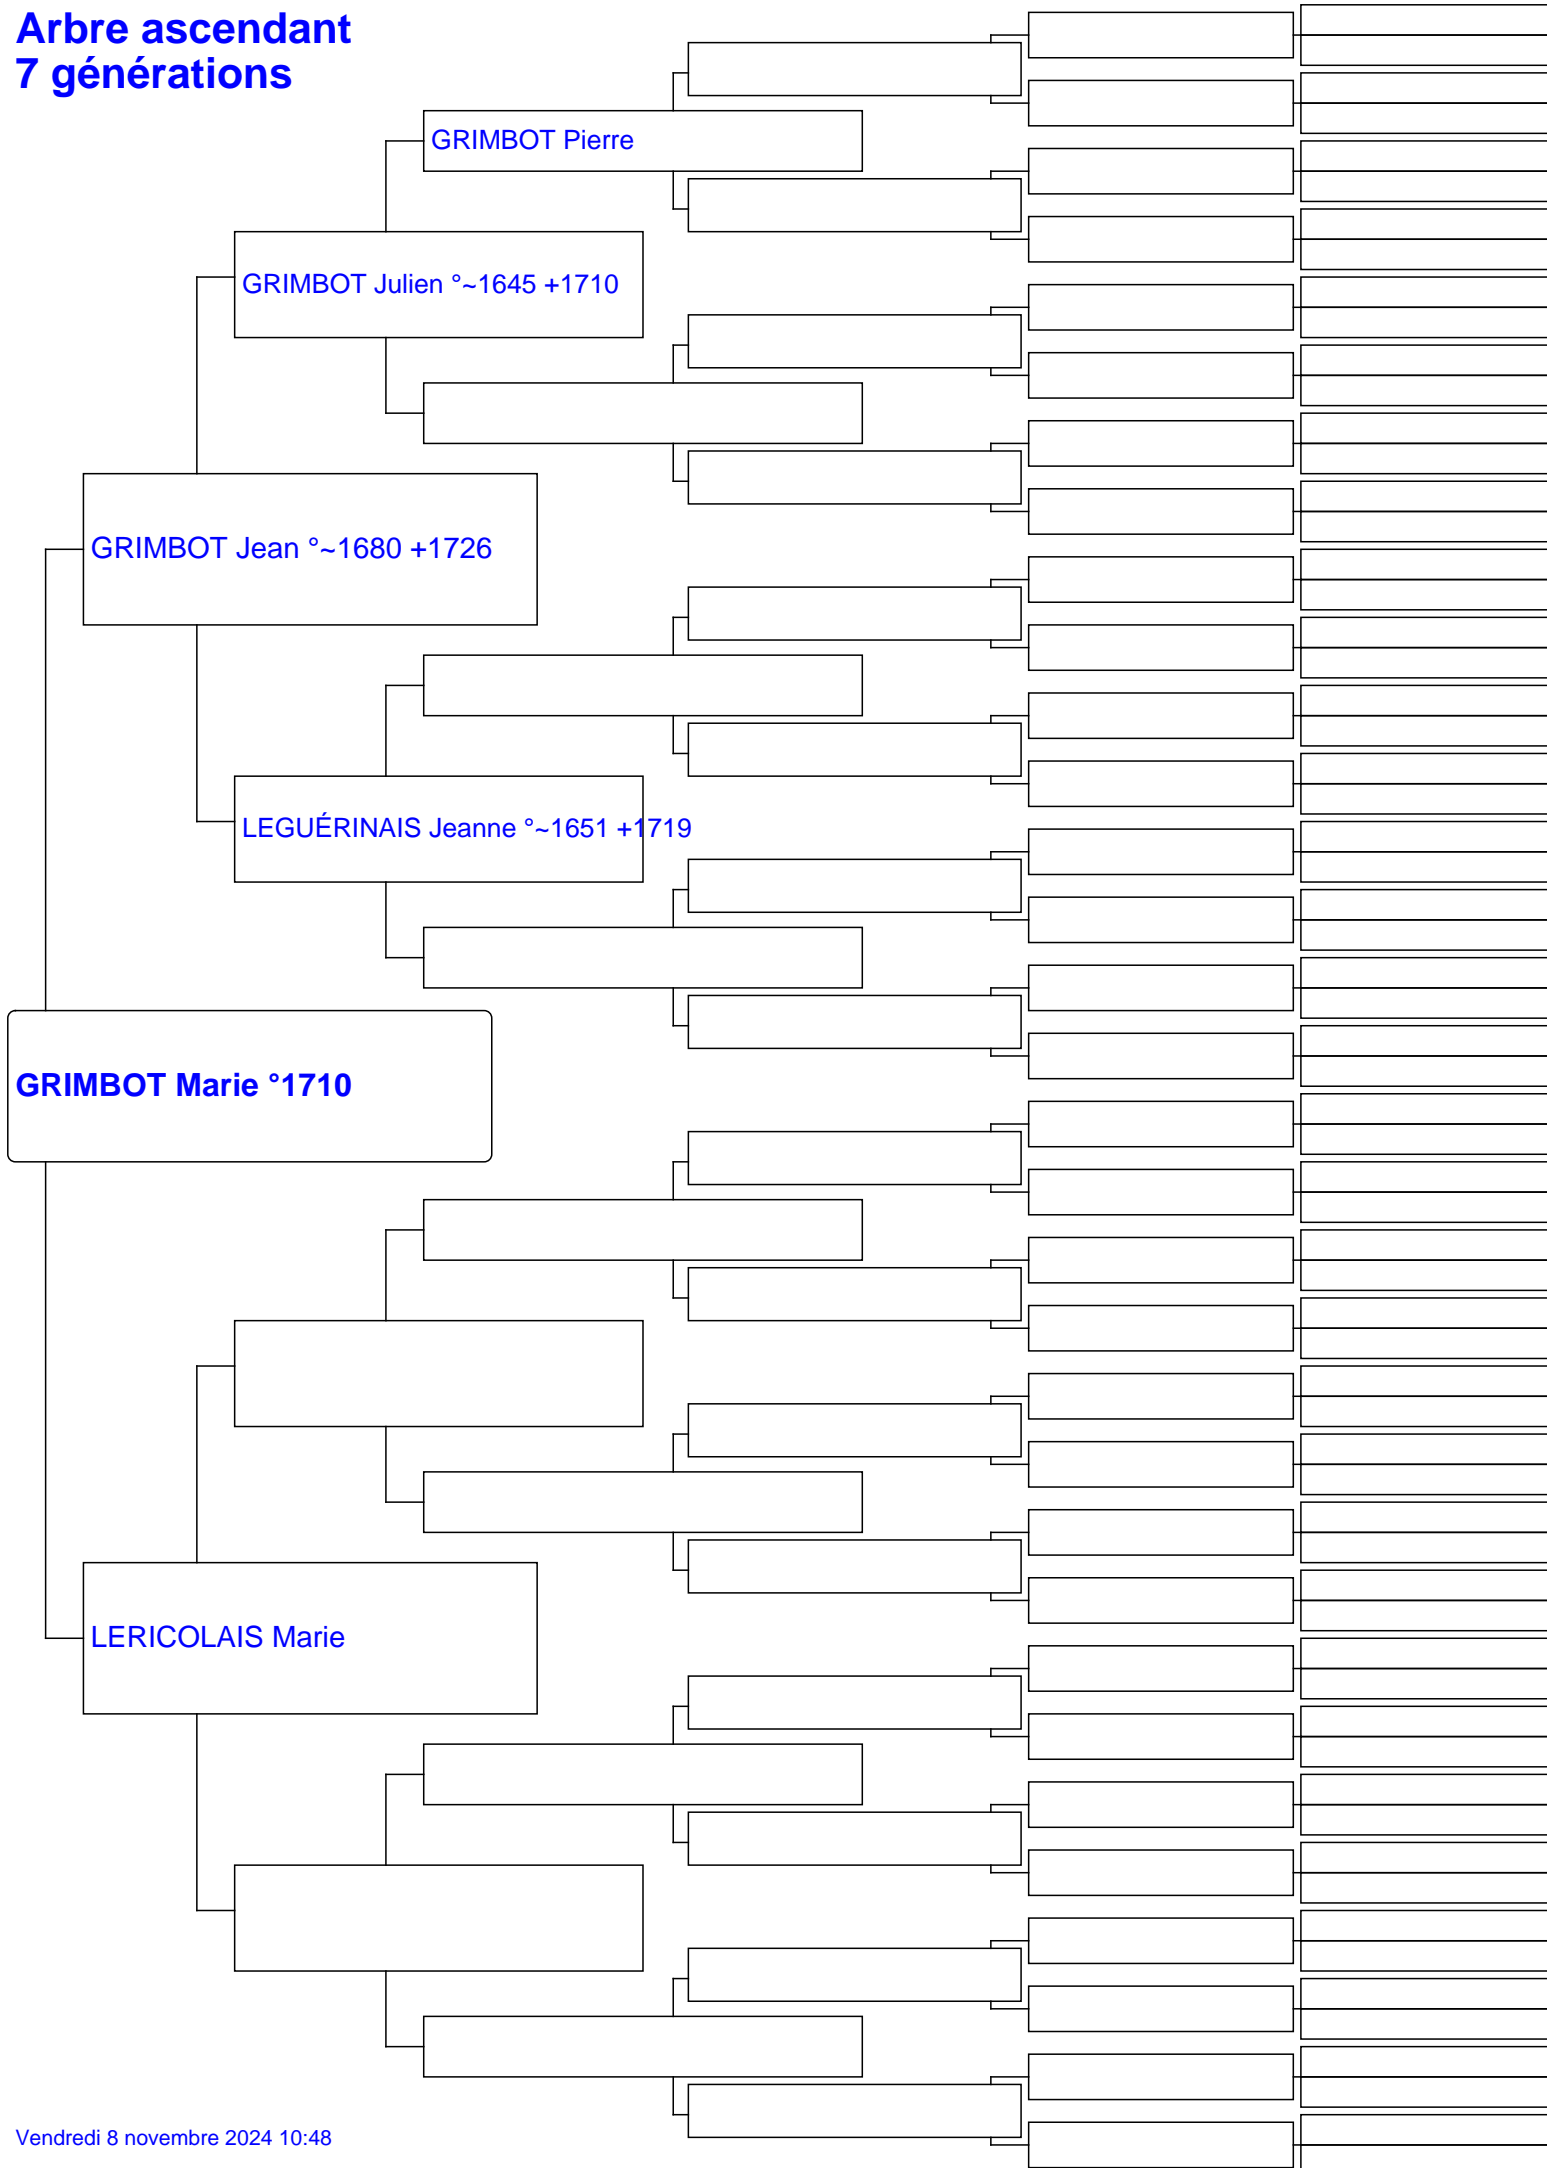 Arbre ascendant
7 générations
GRIMBOT Pierre
GRIMBOT Julien °~1645 +1710
GRIMBOT Jean °~1680 +1726
LEGUÉRINAIS Jeanne °~1651 +1719
GRIMBOT Marie °1710
LERICOLAIS Marie
Vendredi 8 novembre 2024 10:48